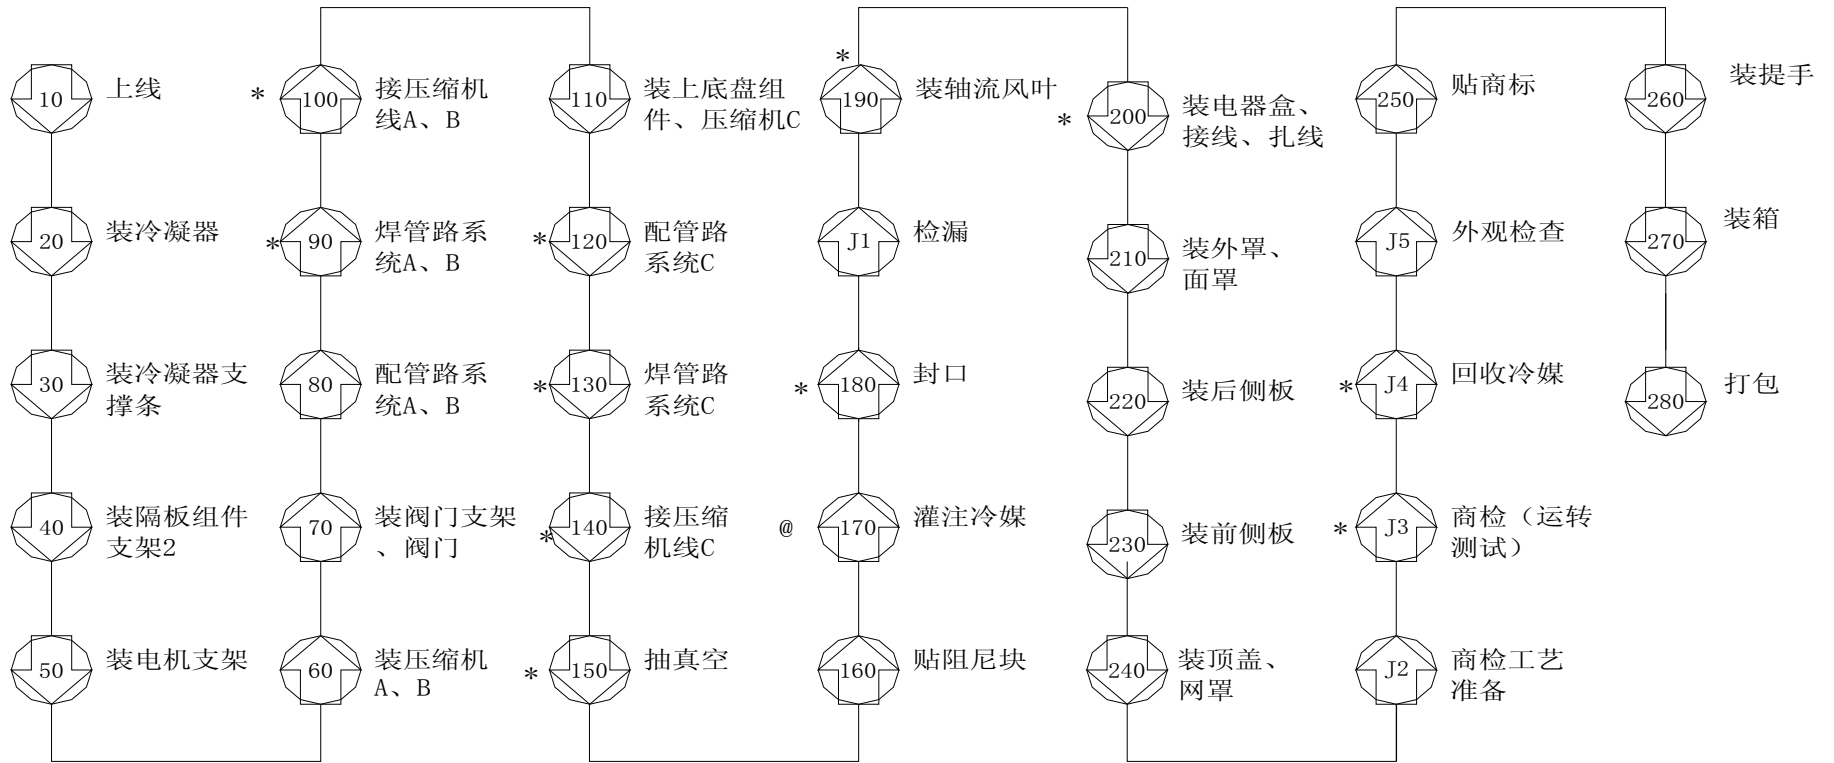 10
上线
20
装冷凝器
30
装冷凝器支
撑条
40
装隔板组件
支架2
50
装电机支架
60
装压缩机
A、B
70
装阀门支架
、阀门
80
配管路系
统A、B
*
90
焊管路系
统A、B
*
100
接压缩机
线A、B
110
装上底盘组
件、压缩机C
*
120
配管路
系统C
*
130
焊管路
系统C
*
140
接压缩
机线C
*
150
抽真空
160
贴阻尼块
@
170
灌注冷媒
*
180
封口
J1
检漏
*
190
装轴流风叶
*
200
装电器盒、
接线、扎线
210
装外罩、
面罩
220
装后侧板
230
装前侧板
240
装顶盖、
网罩
J2
商检工艺
准备
*
J3
商检（运转
测试）
*
J4
回收冷媒
J5
外观检查
250
贴商标
260
装提手
270
装箱
280
打包